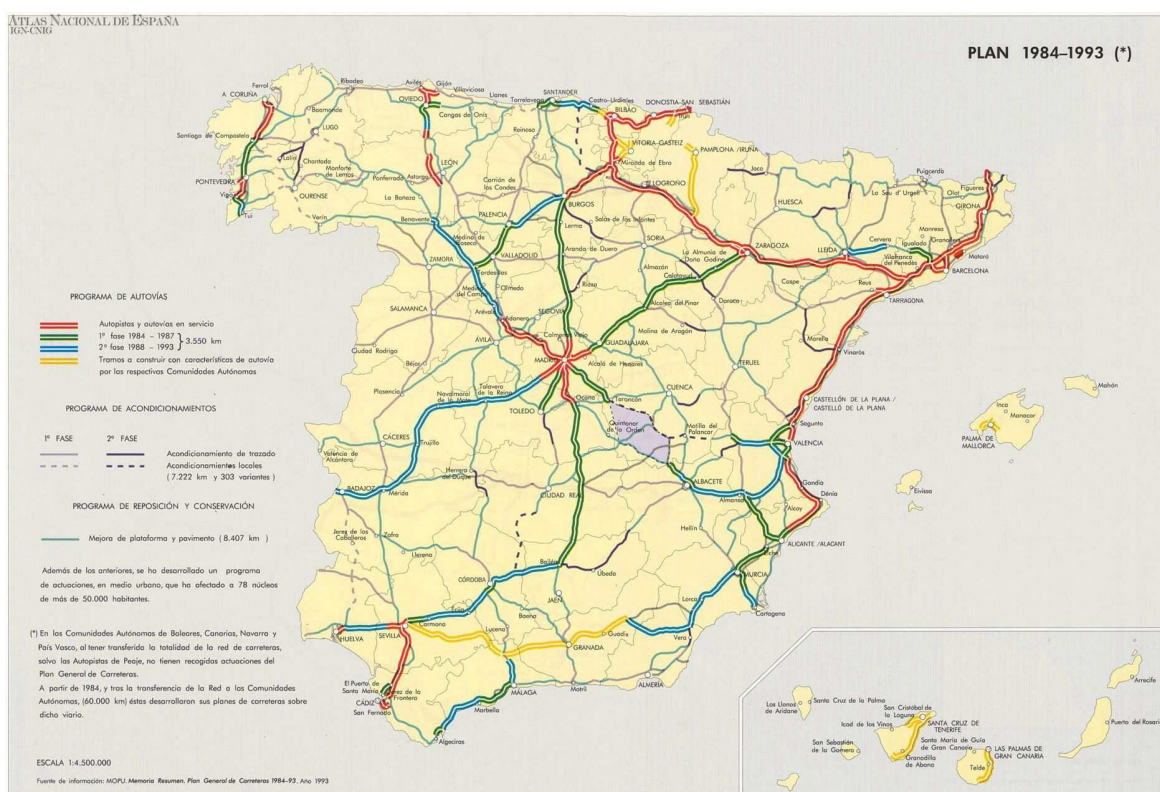 ATLAS NACIONAL DE ESPAÑA
IGN-CNIG
PLAN 1984–1993 (*)
Ferrol
A CORUÑA
Ribadeo
Avilés
Gijón
Villaviciosa
Llanes
Torrelavega
SANTANDER
Castro-Urdiales
BILBAO
DONOSTIA-SAN SEBASTIÁN
Irún
OVIEDO
Cangas de Onís
Baamonde
LUGO
Santiago de Compostela
Reinosa
VITORIA-GASTEIZ
PAMPLONA /IRUÑA
Lalín
Chantada
Monforte de Lemos
Ponferrada
Astorga
LEÓN
Miranda de Ebro
Jaca
Puigcerdà
La Seu d' Urgell
Olot
Figueres
PONTEVEDRA
Vigo
Tui
OURENSE
Verín
La Bañeza
Carrión de los Condes
BURGOS
LOGROÑO
HUESCA
GIRONA
Benavente
PALENCIA
Lerma
Salas de los Infantes
Manresa
Granollers
Medina de Rioseco
VALLADOLID
Aranda de Duero
SORIA
La Almunia de Doña Godina
ZARAGOZA
LLEIDA
Cervera
Igualada
Vilafranca del Penedès
Mataró
BARCELONA
ZAMORA
Tordesillas
Almazán
Calatayud
Caspe
Reus
TARRAGONA
Medina del Campo
Olmedo
Riaza
SALAMANCA
Arévalo
Adanero
SEGOVIA
Alcolea del Pinar
Daroca
Colmenar Viejo
GUADALAJARA
Molina de Aragón
Morella
Vinaròs
Ciudad Rodrigo
ÁVILA
MADRID
Alcalá de Henares
TERUEL
Béjar
Plasencia
Navalmoral de la Mata
Talavera de la Reina
TOLEDO
Ocaña
Tarancón
CUENCA
CASTELLÓN DE LA PLANA /
CASTELLÓ DE LA PLANA
Mahón
Inca
Manacor
PALMA DE MALLORCA
Quintanar de la Orden
Motilla del Palancar
Sagunto
VALENCIA
CÁCERES
Trujillo
Valencia de Alcántara
Herrera del Duque
Eivissa
BADAJOZ
Mérida
CIUDAD REAL
ALBACETE
Almansa
Gandía
Dénia
Alcoy
Jerez de los Caballeros
Zafra
Hellín
ALICANTE /ALACANT
Elche
Llerena
Bailén
Úbeda
MURCIA
CÓRDOBA
JAÉN
Lorca
Cartagena
Écija
Baena
Carmona
SEVILLA
HUELVA
Lucena
Guadix
GRANADA
Vera
El Puerto de Santa María
Jerez de la Frontera
CÁDIZ
San Fernando
MÁLAGA
Marbella
Motril
ALMERÍA
Algeciras
Los Llanos de Aridane
Santa Cruz de la Palma
San Cristóbal de la Laguna
Icod de los Vinos
SANTA CRUZ DE TENERIFE
San Sebastián de la Gomera
Granadilla de Abona
Santa María de Guía de Gran Canaria
LAS PALMAS DE GRAN CANARIA
Telde
Arrecife
Puerto del Rosario
PROGRAMA DE AUTOVÍAS
Autopistas y autovías en servicio
1ª fase 1984 – 1987
2ª fase 1988 – 1993
3.550 km
Tramos a construir con características de autovía
por las respectivas Comunidades Autónomas
PROGRAMA DE ACONDICIONAMIENTOS
1ª FASE
2ª FASE
Acondicionamiento de trazado
Acondicionamientos locales
(7.222 km y 303 variantes)
PROGRAMA DE REPOSICIÓN Y CONSERVACIÓN
Mejora de plataforma y pavimento (8.407 km )
Además de los anteriores, se ha desarrollado un programa
de actuaciones, en medio urbano, que ha afectado a 78 núcleos
de más de 50.000 habitantes.
(*) En las Comunidades Autónomas de Baleares, Canarias, Navarra y
País Vasco, al tener transferida la totalidad de la red de carreteras,
salvo las Autopistas de Peaje, no tienen recogidas actuaciones del
Plan General de Carreteras.
A partir de 1984, y tras la transferencia de la Red a las Comunidades
Autónomas, (60.000 km) éstas desarrollaron sus planes de carreteras sobre
dicho viario.
ESCALA 1:4.500.000
Fuente de información: MOPU. Memoria Resumen. Plan General de Carreteras 1984–93. Año 1993